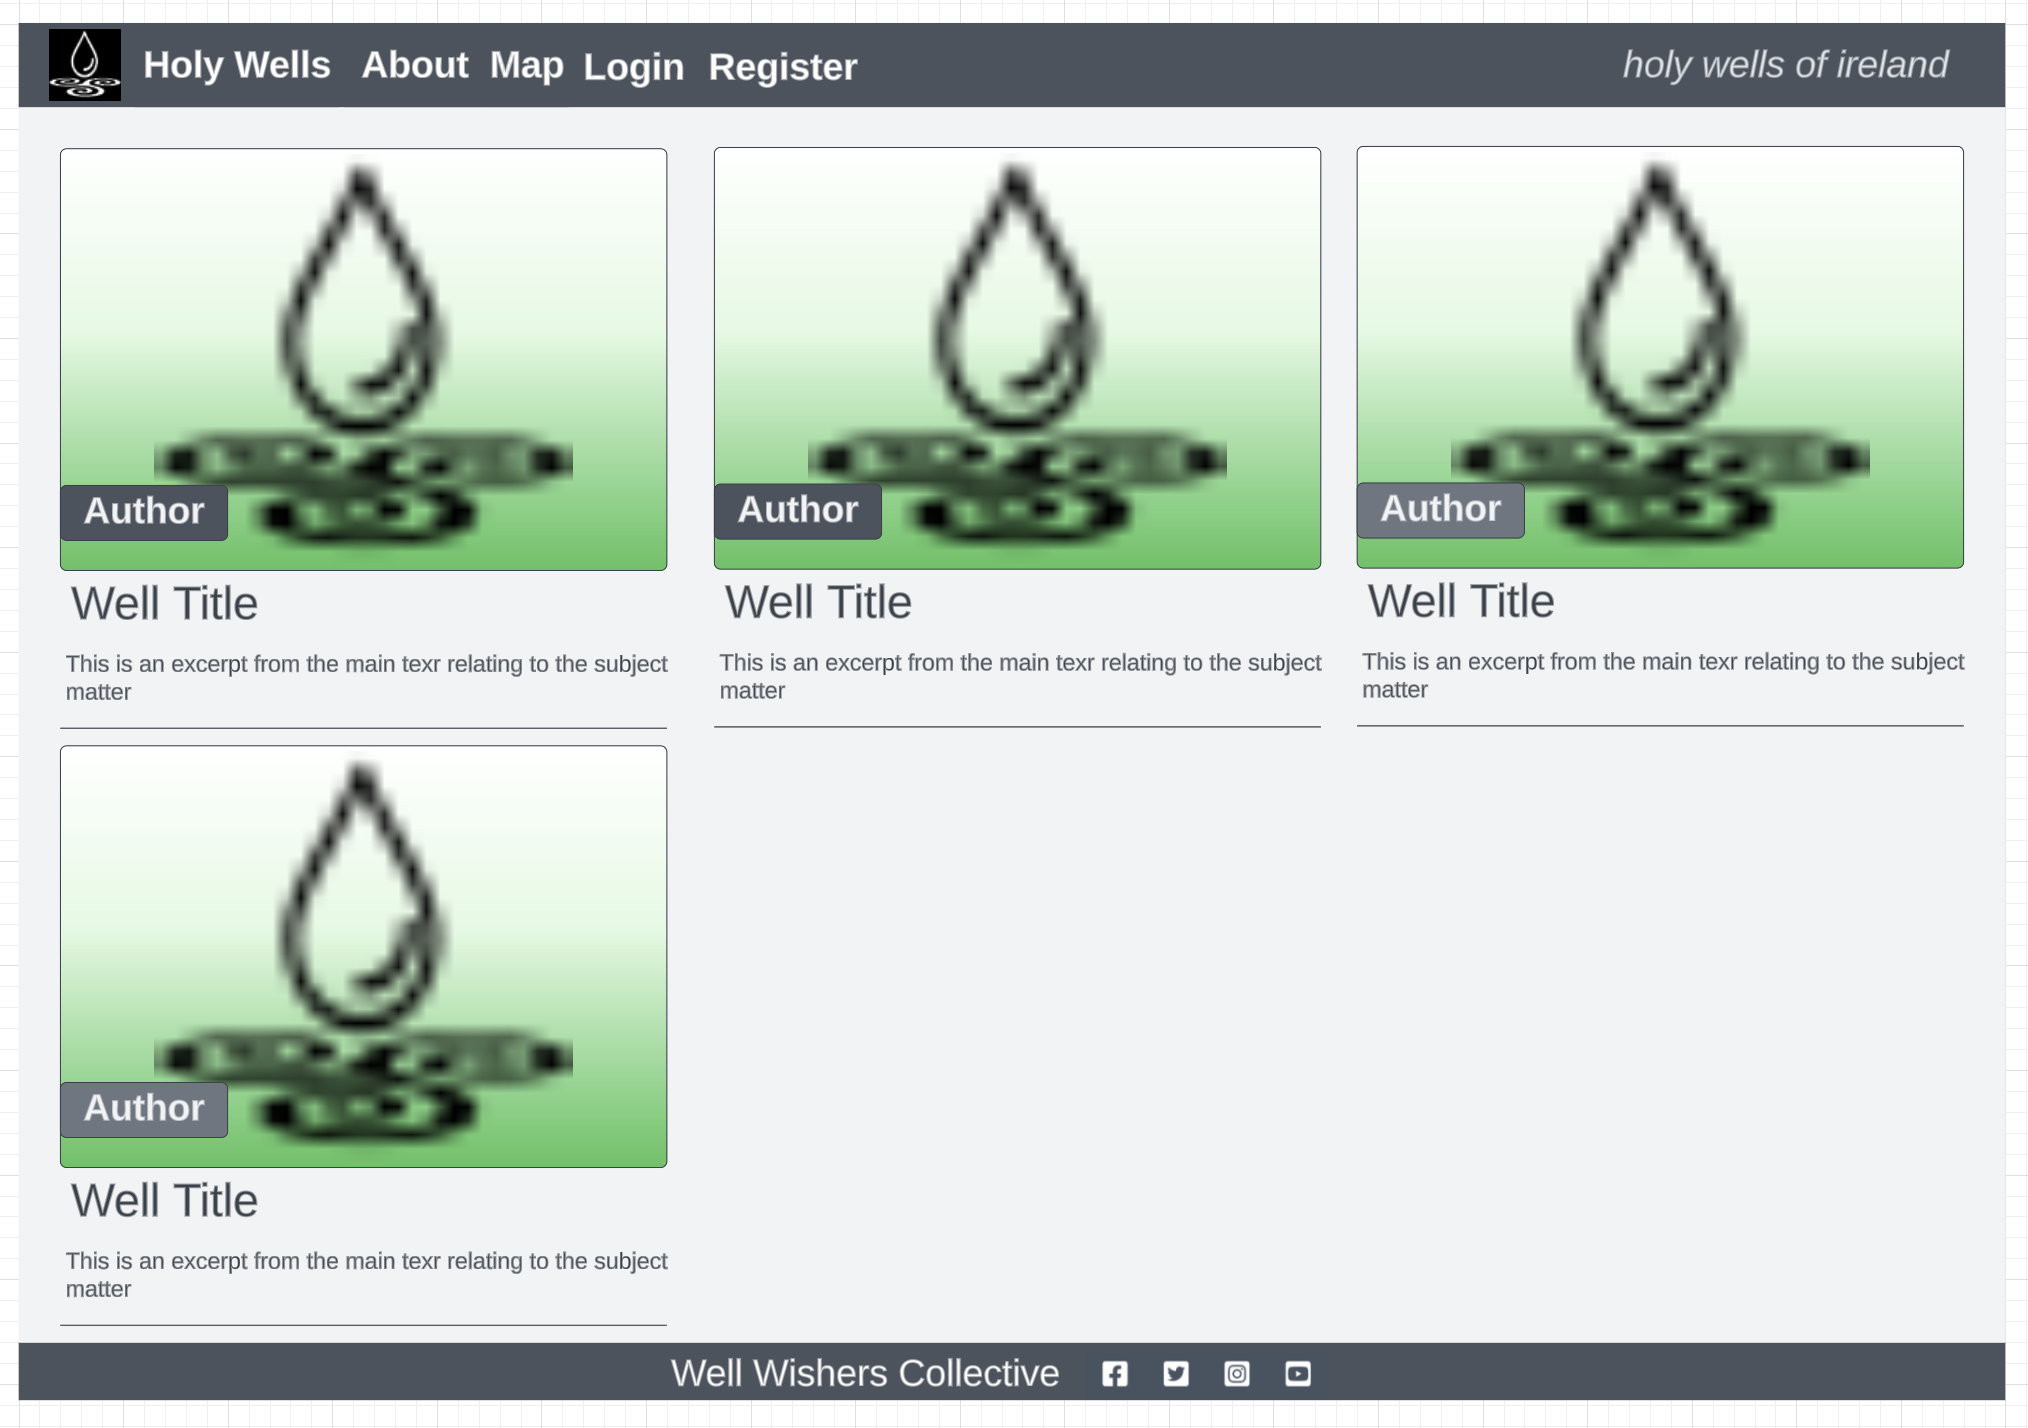 Holy Wells About Map Login Register holy wells of ireland
Author
Well Title
This is an excerpt from the main texr relating to the subject
matter
Author
Well Title
This is an excerpt from the main texr relating to the subject
matter
Author
Well Title
This is an excerpt from the main texr relating to the subject
matter
Author
Well Title
This is an excerpt from the main texr relating to the subject
matter
Well Wishers Collective